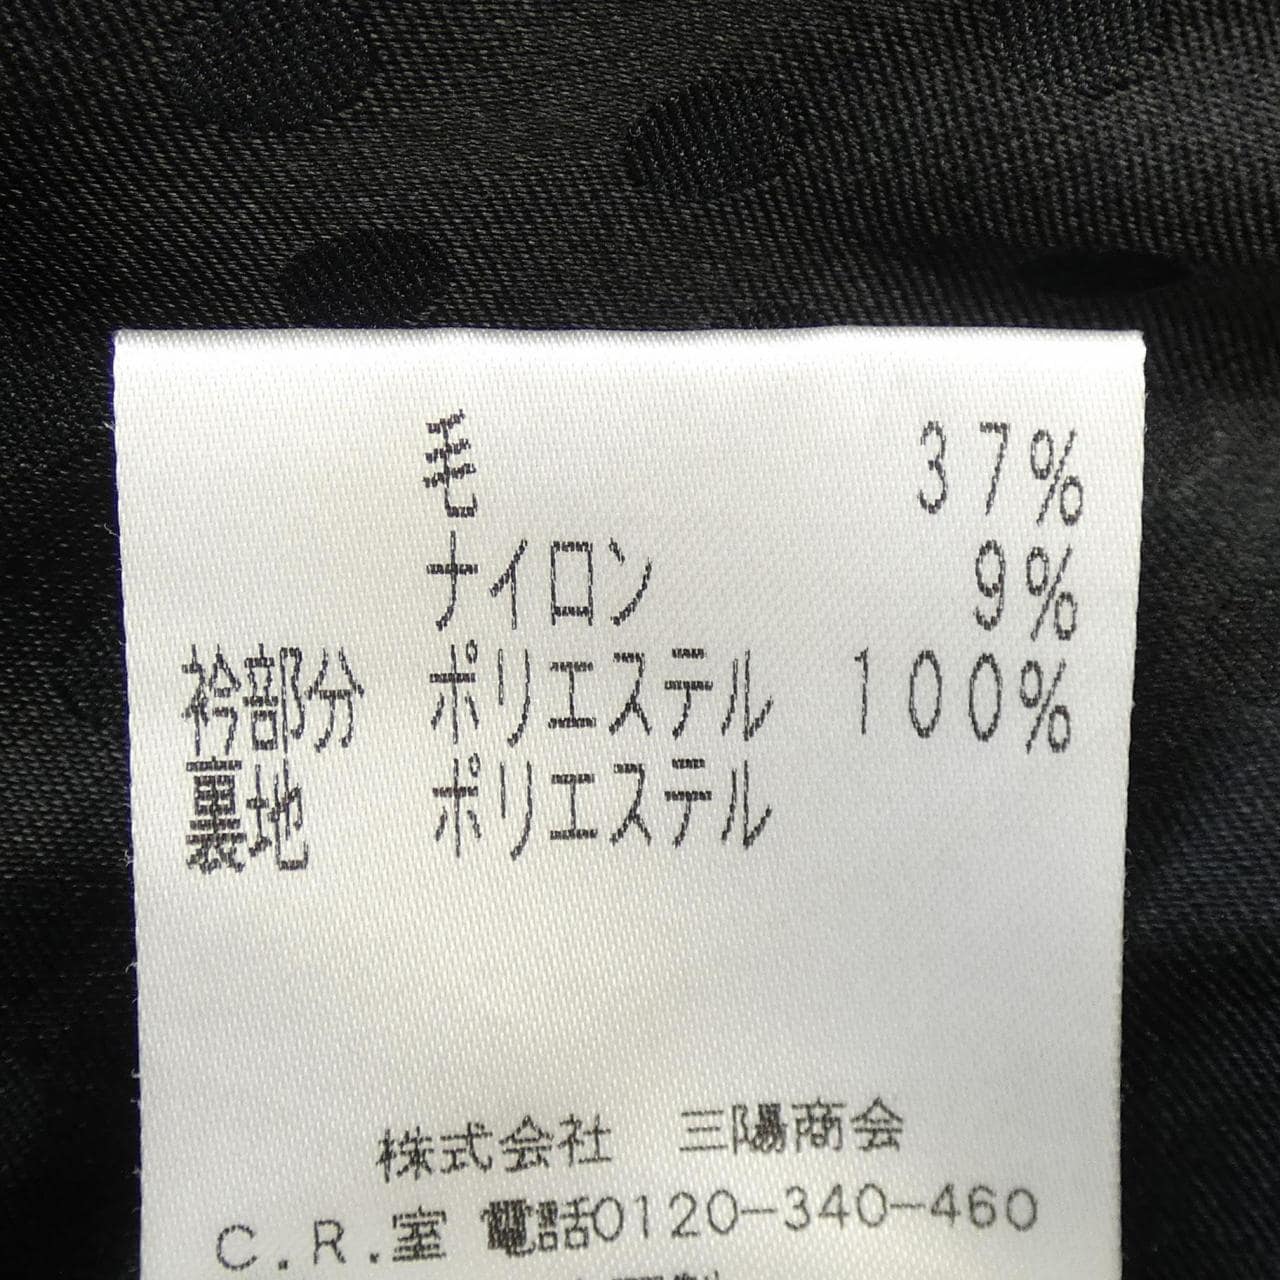 毛 37%
ナイロン 9%
衿部分 ポリエステル 100%
裏地 ポリエステル
株式会社 三陽商会
C.R.室 電話0120-340-460